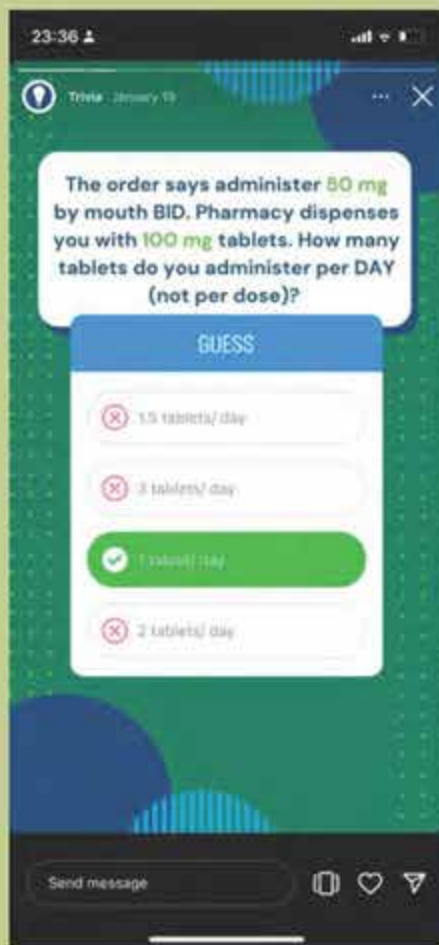 23:36
Trivia January 19
The order says administer 50 mg
by mouth BID. Pharmacy dispenses
you with 100 mg tablets. How many
tablets do you administer per DAY
(not per dose)?
GUESS
1.5 tablets/ day
3 tablets/ day
1 tablet/ day
2 tablets/ day
Send message